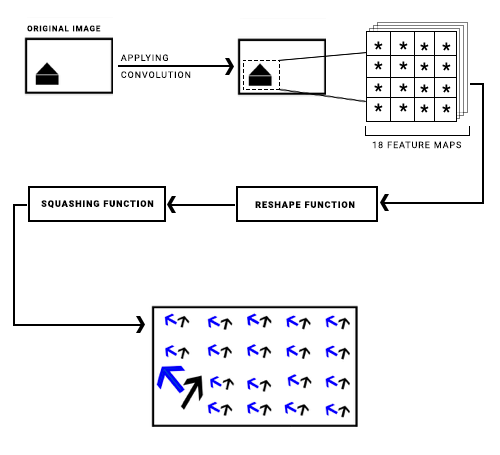 ORIGINAL IMAGE
APPLYING
CONVOLUTION
* * * *
* * * *
* * * *
* * * *
18 FEATURE MAPS
SQUASHING FUNCTION
RESHAPE FUNCTION